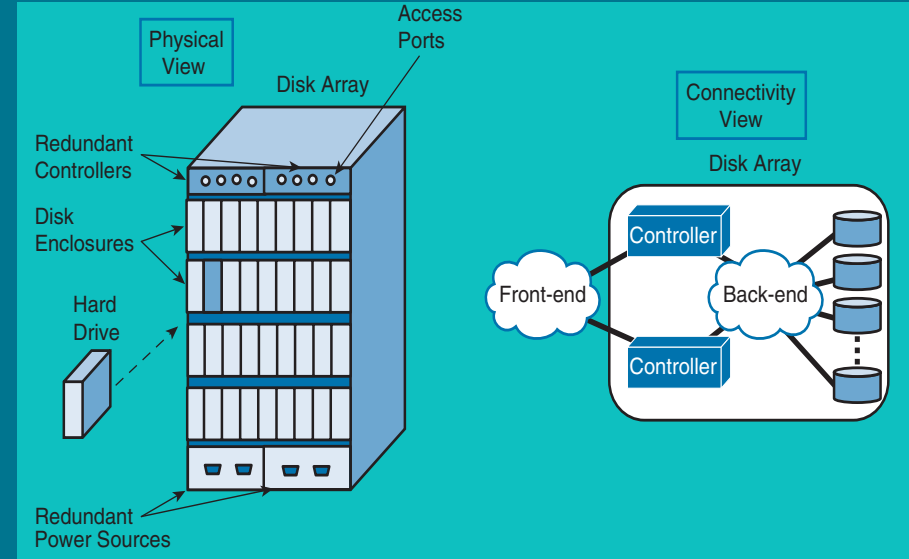 Physical
View
Access
Ports
Disk Array
Redundant
Controllers
Disk
Enclosures
Hard
Drive
Redundant
Power Sources
Connectivity
View
Disk Array
Controller
Front-end
Back-end
Controller